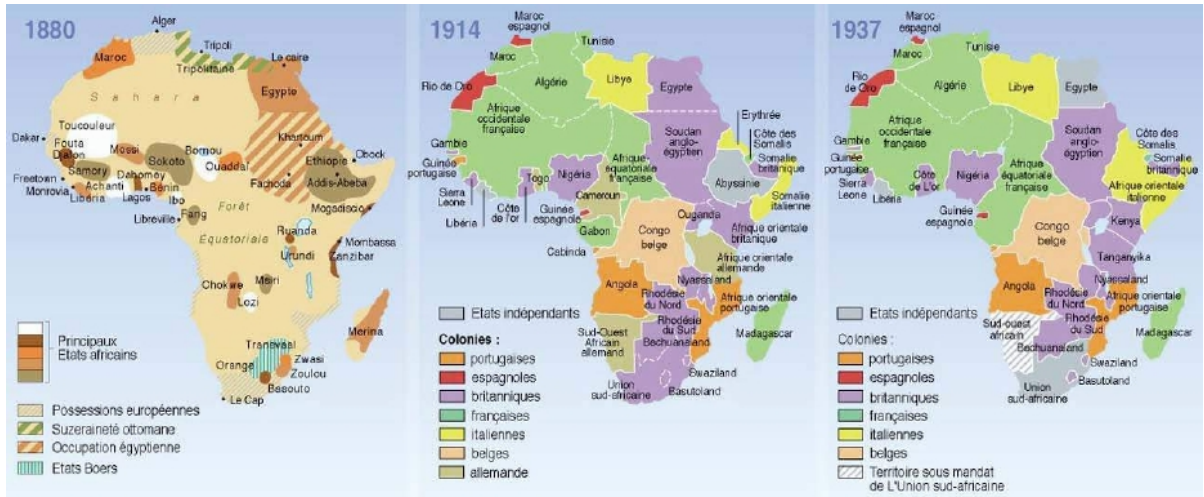 1880
Alger
Tripoli
Maroc
Tripolitaine
Le caire
Sahara
Egypte
Toucouleur
Dakar
Fouta
Djalon
Mossi
Bornou
Khartoum
Samory
Sokoto
Ouaddaï
Ethiopie
Obock
Freetown
Achanti
Dahomey
Fachoda
Addis-Abeba
Monrovia
Libéria
Lagos
Bénin
Ibo
Forêt
Libreville
Fang
Mogadiscio
Equatoriale
Ruanda
Urundi
Mombassa
Zanzibar
Chokwe
Msiri
Lozi
Merina
Transvaal
Orange
Zwasi
Zoulou
Basouto
Le Cap
Principaux
Etats africains
Possessions européennes
Suzeraineté ottomane
Occupation égyptienne
Etats Boers
1914
Maroc
espagnol
Tunisie
Maroc
Rio de Oro
Algérie
Libye
Egypte
Afrique
occidentale
française
Erythrée
Côte des
Somalis
Gambie
Soudan
anglo-
égyptien
Somalie
britannique
Guinée
portugaise
Nigéria
Afrique-
équatoriale
française
Abyssinie
Sierra
Leone
Togo
Cameroun
Libéria
Côte
de l'or
Guinée
espagnole
Ouganda
Somalie
italienne
Gabon
Congo
belge
Afrique orientale
britanique
Cabinda
Afrique orientale
allemande
Angola
Nyassaland
Rhodésie
du Nord
Afrique orientale
portugais
Rhodésie
du Sud
Sud-Ouest
Africain
allemand
Madagascar
Bechuanaland
Swaziland
Union
sud-africaine
Basutoland
Etats indépendants
Colonies :
portugaises
espagnoles
britanniques
françaises
italiennes
belges
allemande
1937
Maroc
espagnol
Tunisie
Maroc
Rio
de Oro
Algérie
Libye
Egypte
Afrique
occidentale
française
Gambie
Soudan
anglo-
égyptien
Côte des
Somalis
Guinée
portugaise
Nigéria
Afrique
équatoriale
française
Somalie
britannique
Sierra
Leone
Côte
de L'or
Afrique orientale
italienne
Libéria
Somalie
italienne
Guinée
espagnole
Congo
belge
Kenya
Tanganyika
Angola
Nyassaland
Rhodésie
du Nord
Afrique orientale
portugais
Rhodésie
du Sud
Sud-ouest
africain
Madagascar
Bechuanaland
Swaziland
Basutoland
Union
sud-africaine
Etats indépendants
Colonies :
portugaises
espagnoles
britanniques
françaises
italiennes
belges
Territoire sous mandat
de L'Union sud-africaine